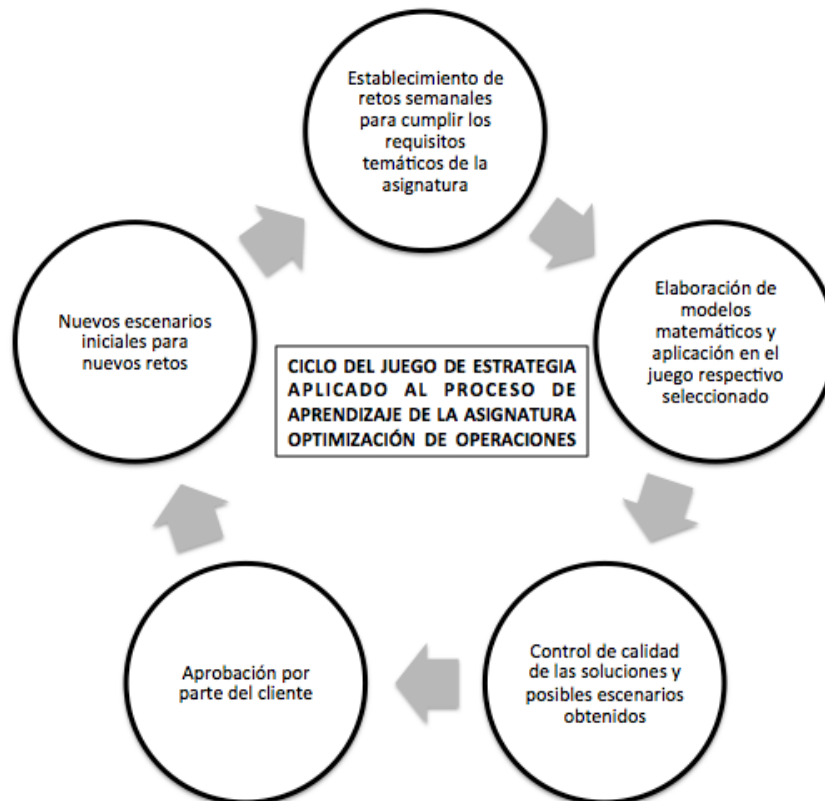 Establecimiento de
retos semanales
para cumplir los
requisitos
temáticos de la
asignatura
Elaboración de
modelos
matemáticos y
aplicación en el
juego respectivo
seleccionado
Control de calidad
de las soluciones y
posibles escenarios
obtenidos
Aprobación por
parte del cliente
Nuevos escenarios
iniciales para
nuevos retos
CICLO DEL JUEGO DE ESTRATEGIA
APLICADO AL PROCESO DE
APRENDIZAJE DE LA ASIGNATURA
OPTIMIZACIÓN DE OPERACIONES